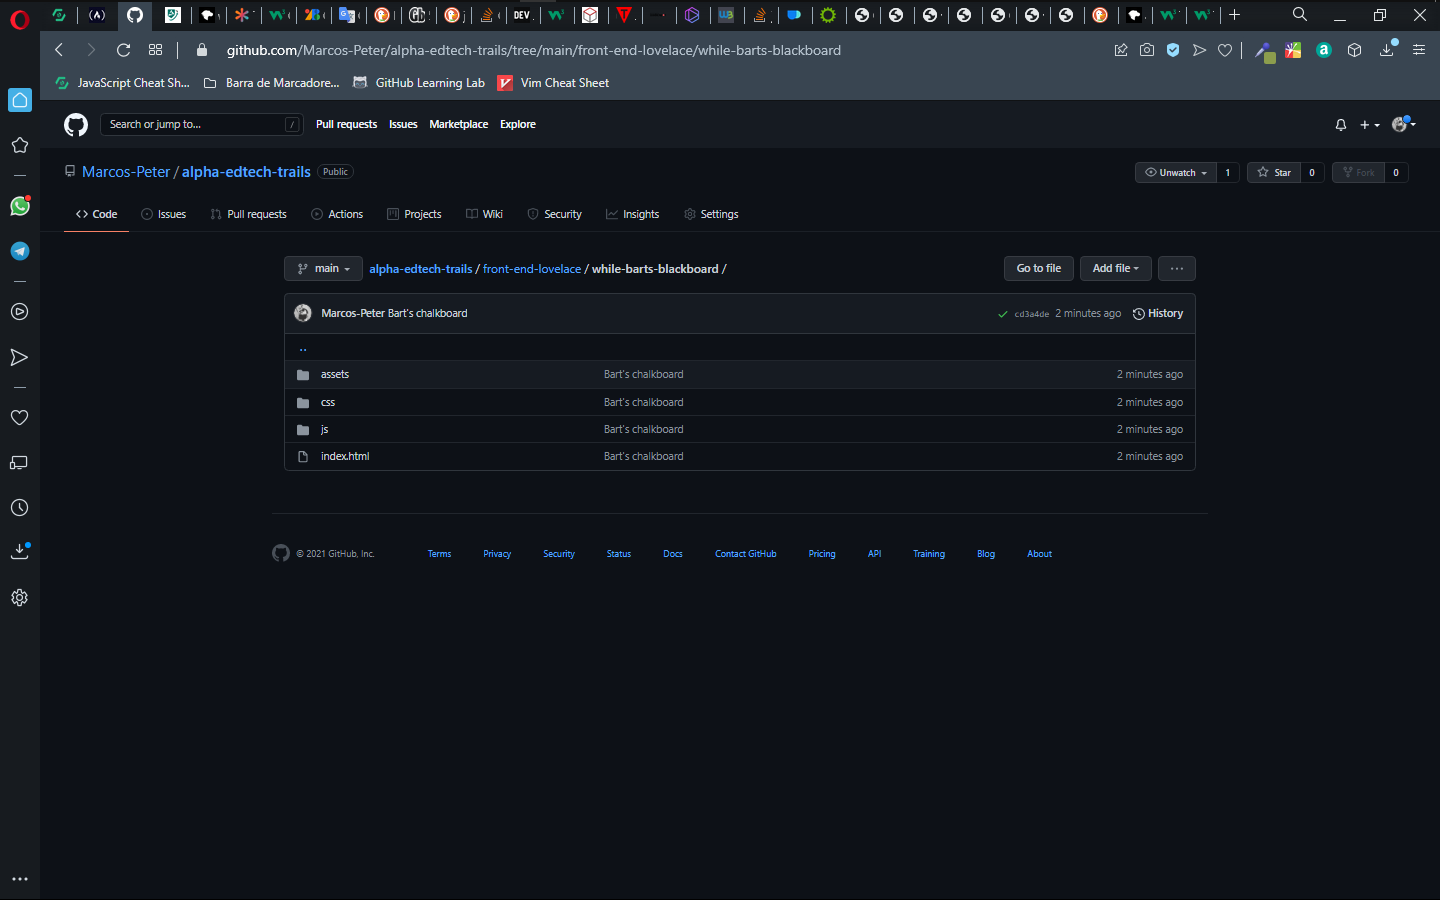 DEV
github.com/Marcos-Peter/alpha-edtech-trails/tree/main/front-end-lovelace/while-barts-blackboard
JavaScript Cheat Sh... Barra de Marcadore... GitHub Learning Lab Vim Cheat Sheet
Search or jump to... / Pull requests Issues Marketplace Explore
Marcos-Peter / alpha-edtech-trails Public Unwatch 1 Star 0 Fork 0
Code Issues Pull requests Actions Projects Wiki Security Insights Settings
main alpha-edtech-trails / front-end-lovelace / while-barts-blackboard / Go to file Add file ...
Marcos-Peter Bart's chalkboard cd3a4de 2 minutes ago History
..
assets Bart's chalkboard 2 minutes ago
css Bart's chalkboard 2 minutes ago
js Bart's chalkboard 2 minutes ago
index.html Bart's chalkboard 2 minutes ago
© 2021 GitHub, Inc. Terms Privacy Security Status Docs Contact GitHub Pricing API Training Blog About